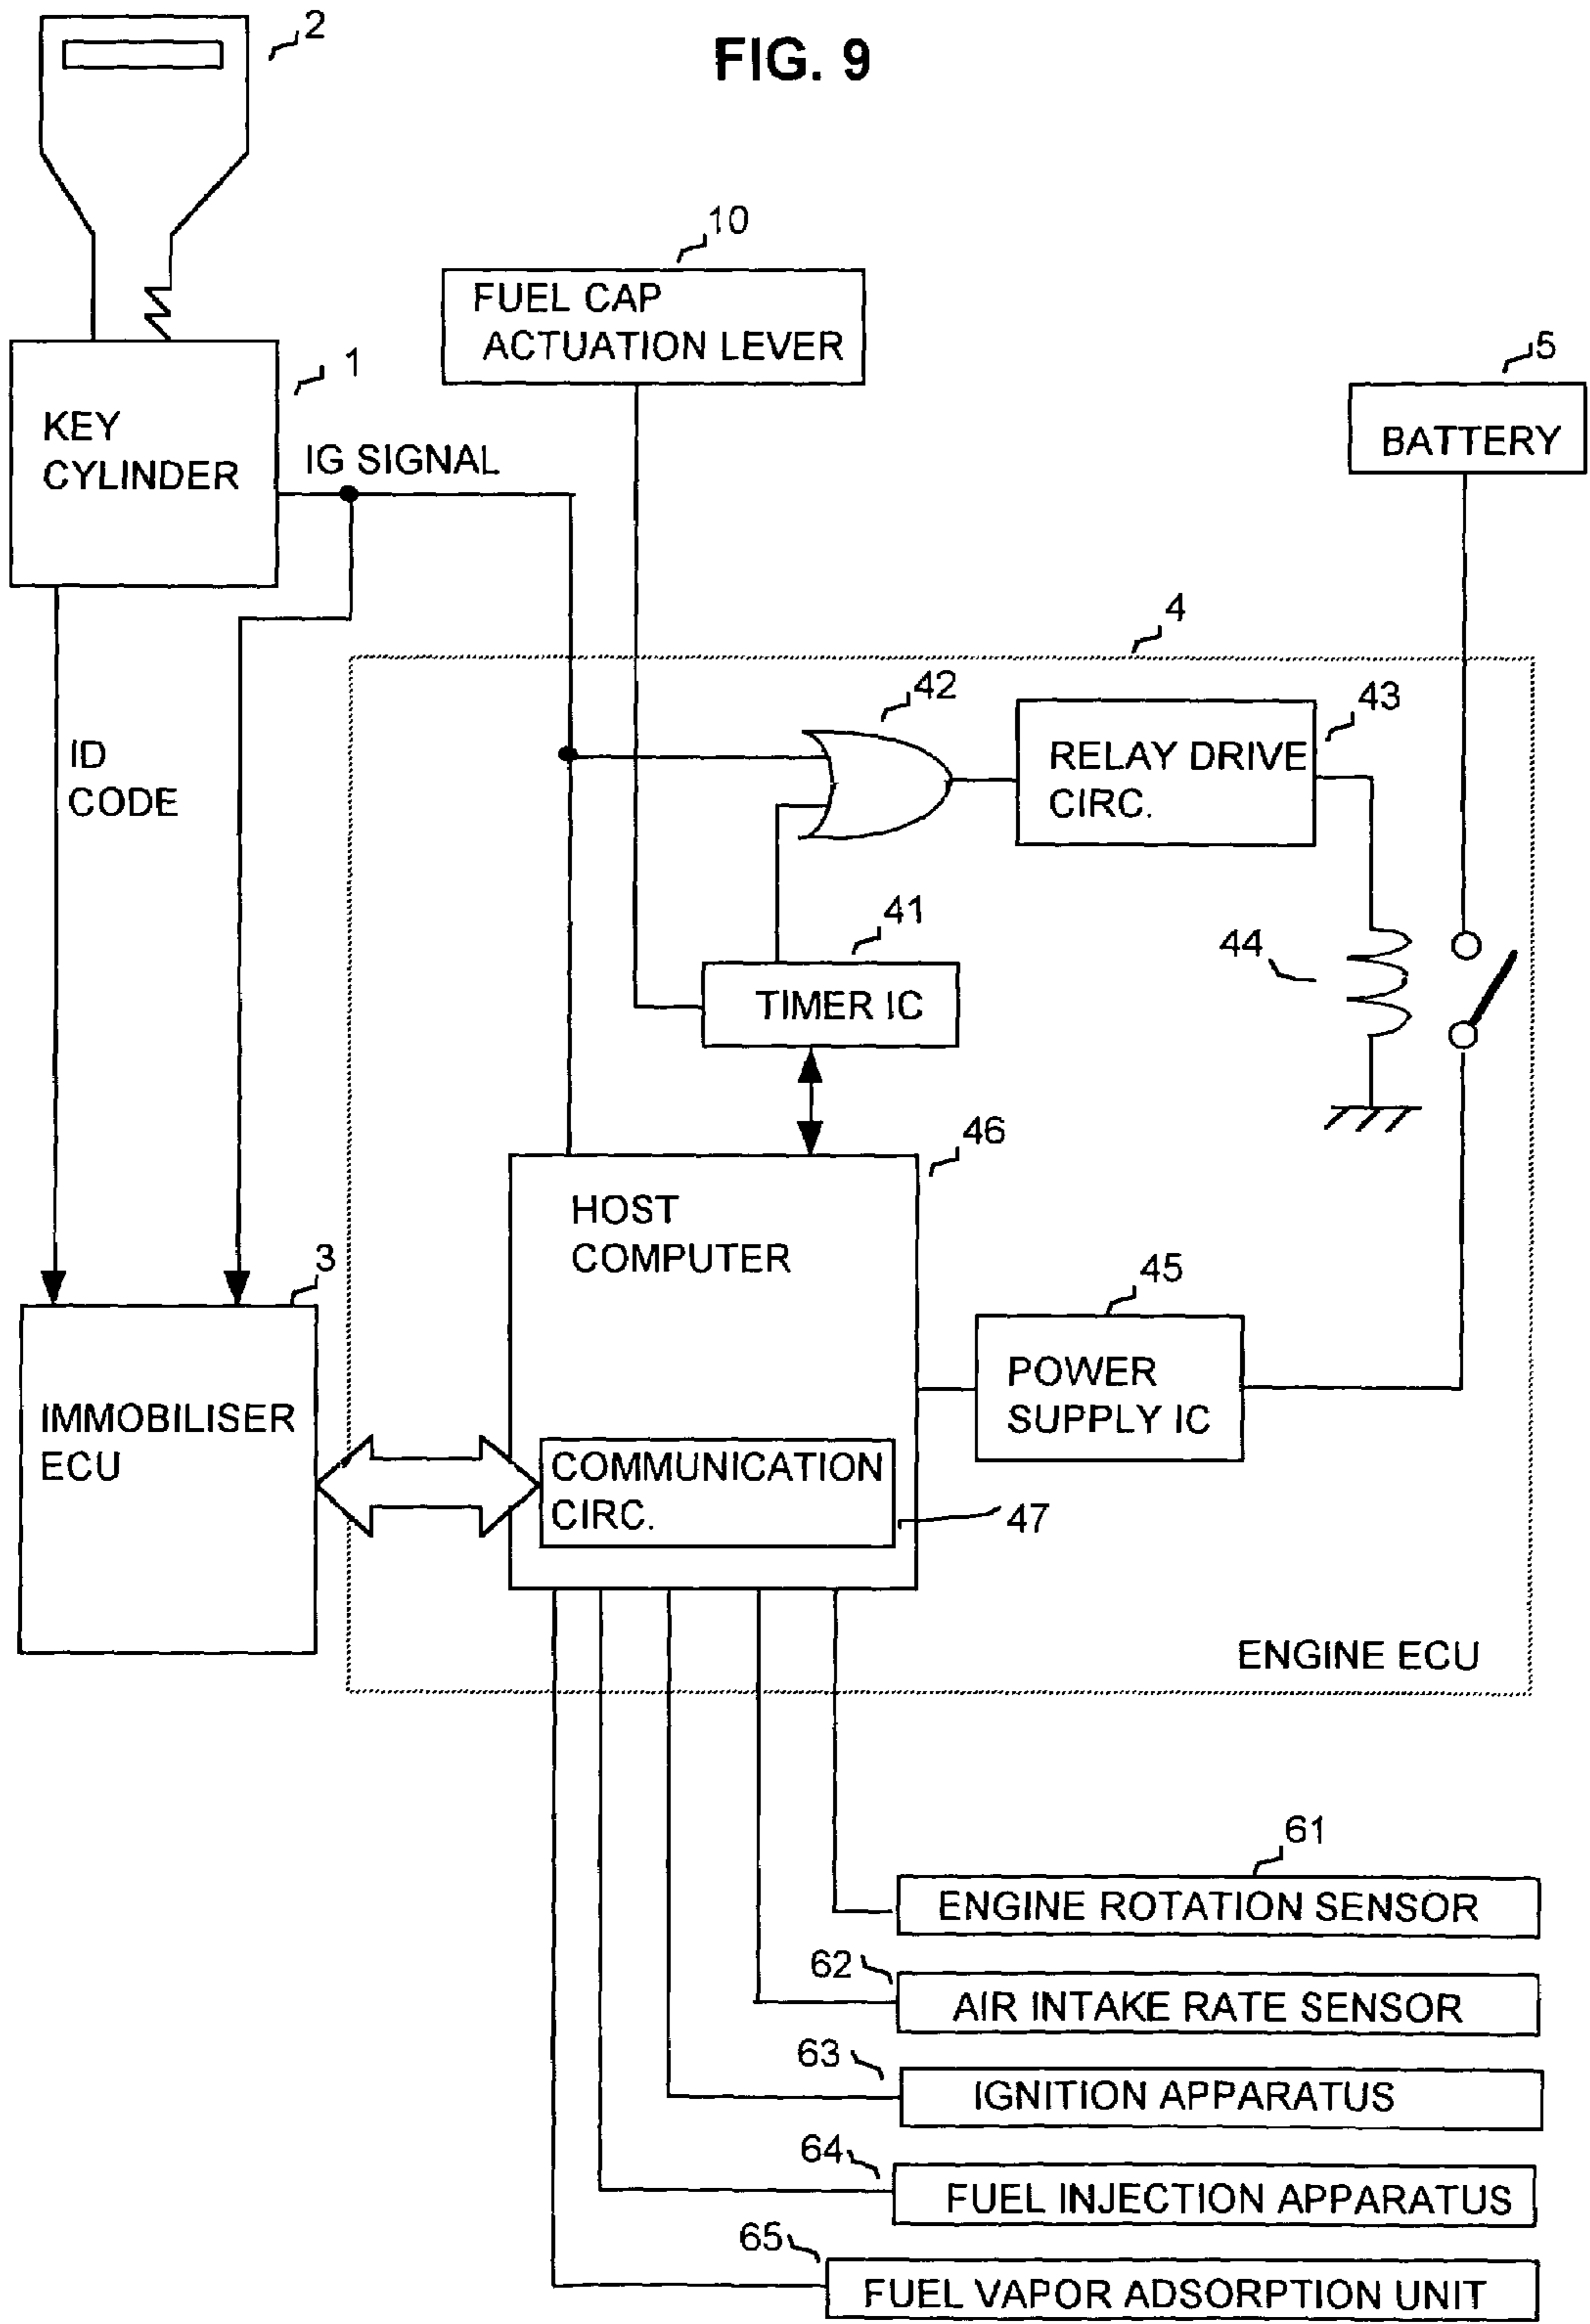 FIG. 9
2
10
FUEL CAP
ACTUATION LEVER
1
KEY
CYLINDER
IG SIGNAL
5
BATTERY
4
42
43
RELAY DRIVE
CIRC.
ID
CODE
41
TIMER IC
44
46
HOST
COMPUTER
3
IMMOBILISER
ECU
45
POWER
SUPPLY IC
COMMUNICATION
CIRC.
47
ENGINE ECU
61
ENGINE ROTATION SENSOR
62
AIR INTAKE RATE SENSOR
63
IGNITION APPARATUS
64
FUEL INJECTION APPARATUS
65
FUEL VAPOR ADSORPTION UNIT